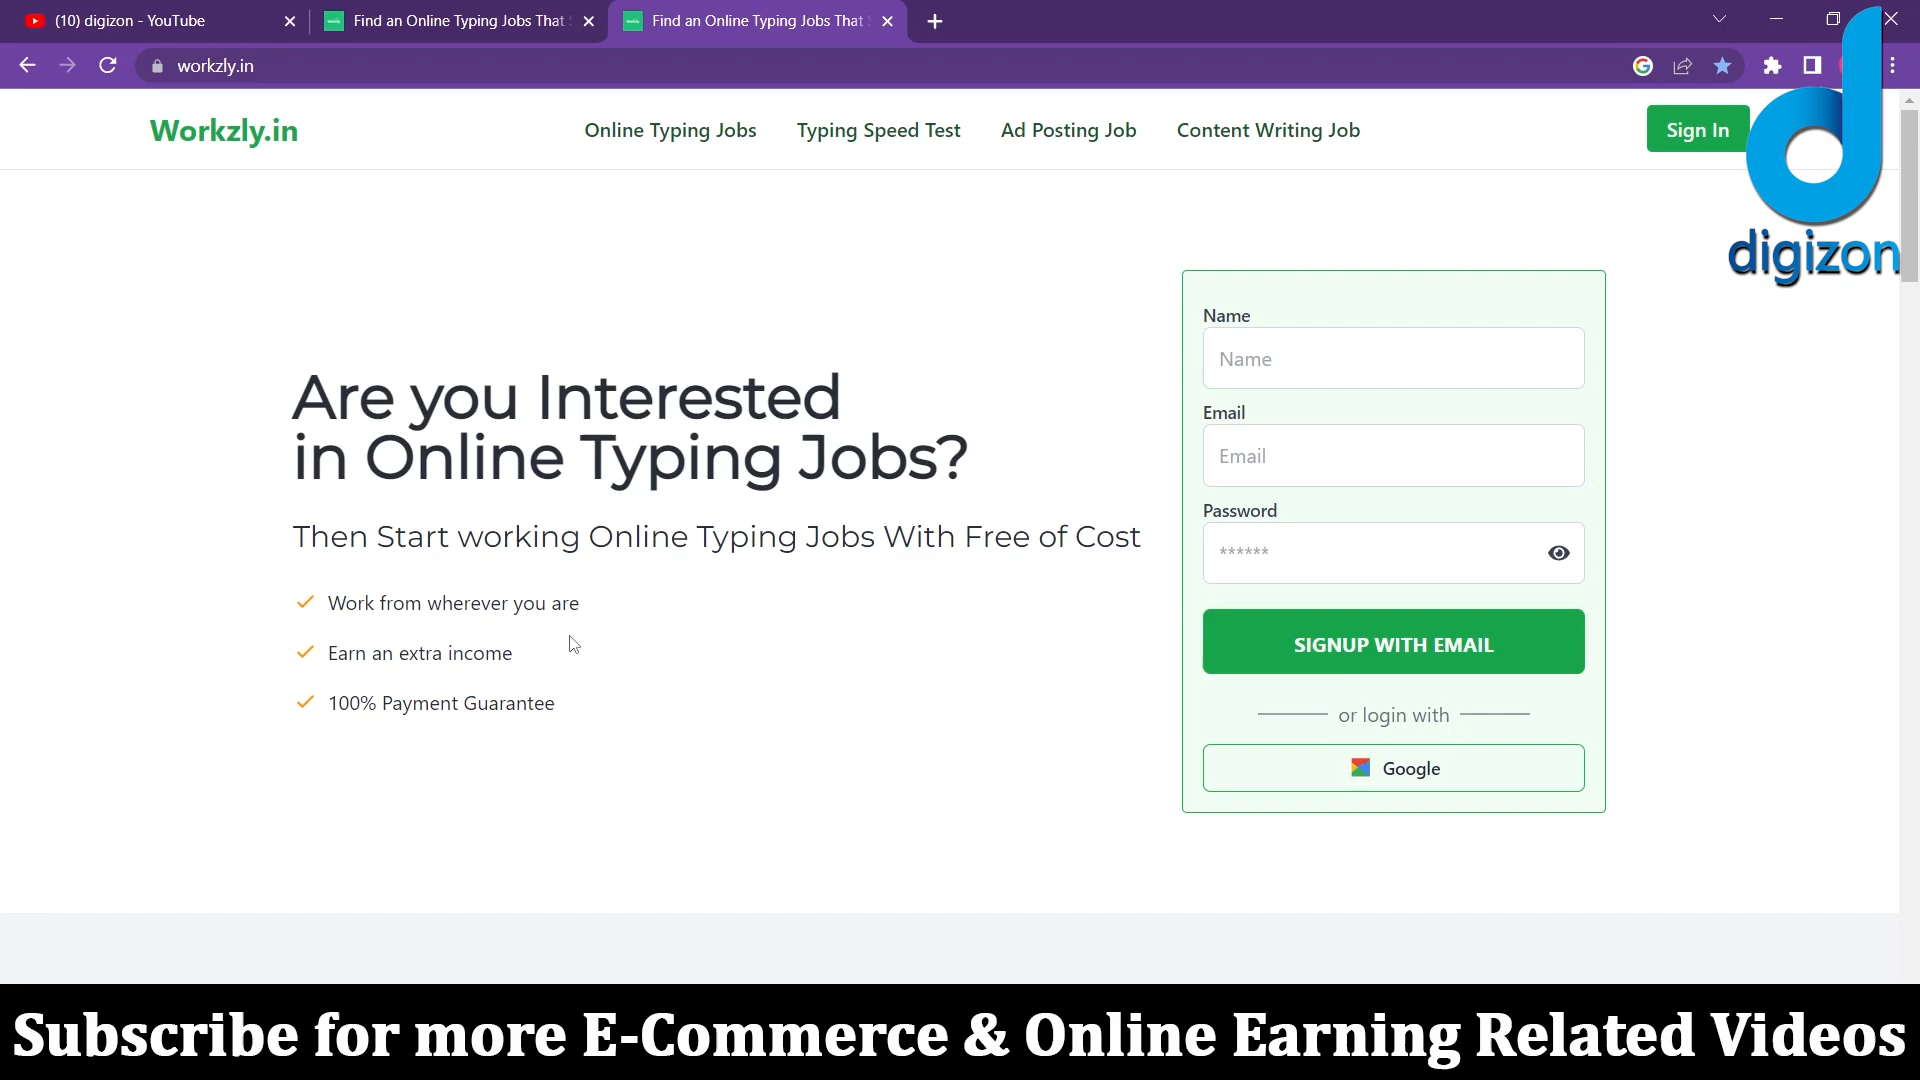 (10) digizon - YouTube
Find an Online Typing Jobs That
Find an Online Typing Jobs That
workzly.in
Workzly.in
Online Typing Jobs
Typing Speed Test
Ad Posting Job
Content Writing Job
Sign In
digizon
Are you Interested
in Online Typing Jobs?
Then Start working Online Typing Jobs With Free of Cost
Work from wherever you are
Earn an extra income
100% Payment Guarantee
Name
Name
Email
Email
Password
******
SIGNUP WITH EMAIL
or login with
Google
Subscribe for more E-Commerce & Online Earning Related Videos